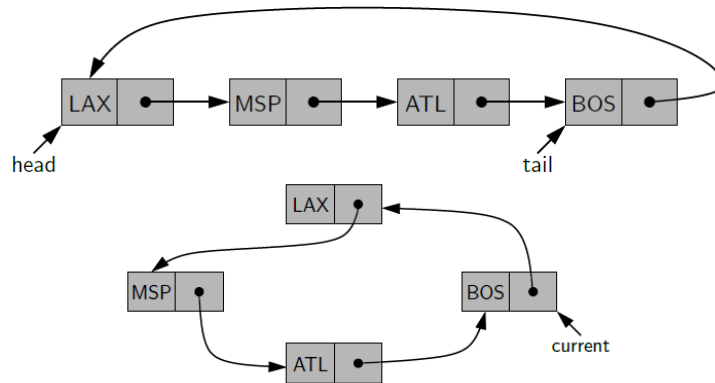 LAX MSP ATL BOS
head tail
LAX
MSP BOS
current
ATL